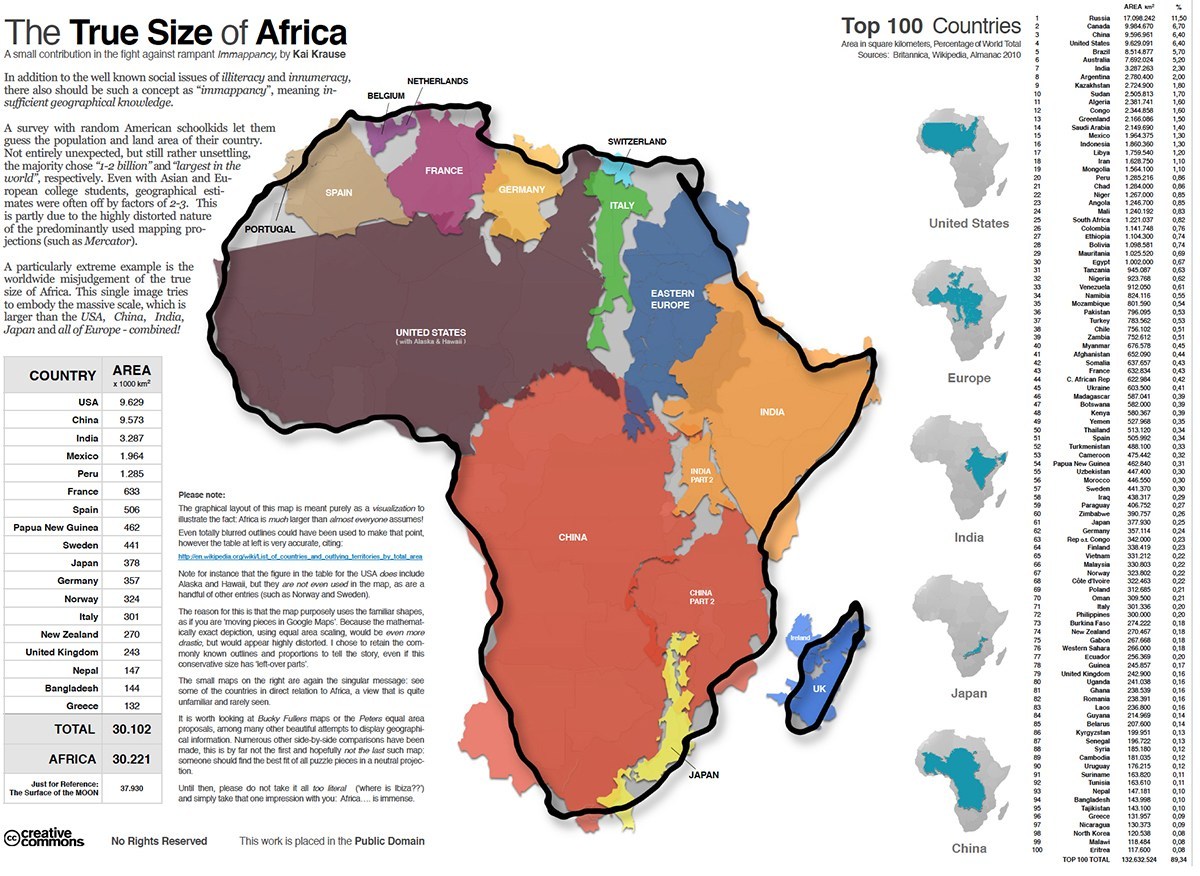 The True Size of Africa
A small contribution in the fight against rampant Immappancy, by Kai Krause
In addition to the well known social issues of illiteracy and innumeracy,
there also should be such a concept as "immappancy", meaning in-
sufficient geographical knowledge.
A survey with random American schoolkids let them
guess the population and land area of their country.
Not entirely unexpected, but still rather unsettling,
the majority chose "1-2 billion" and "largest in the
world", respectively. Even with Asian and Eu-
ropean college students, geographical esti-
mates were often off by factors of 2-3. This
is partly due to the highly distorted nature
of the predominantly used mapping pro-
jections (such as Mercator).
A particularly extreme example is the
worldwide misjudgement of the true
size of Africa. This single image tries
to embody the massive scale, which is
larger than the USA, China, India,
Japan and all of Europe - combined!
COUNTRY AREA
x 1000 km²
USA 9.629
China 9.573
India 3.287
Mexico 1.964
Peru 1.285
France 633
Spain 506
Papua New Guinea 462
Sweden 441
Japan 378
Germany 357
Norway 324
Italy 301
New Zealand 270
United Kingdom 243
Nepal 147
Bangladesh 144
Greece 132
TOTAL 30.102
AFRICA 30.221
Just for Reference:
The Surface of the MOON 37.930
creative
commons
No Rights Reserved
This work is placed in the Public Domain
Please note:
The graphical layout of this map is meant purely as a visualization to
illustrate the fact: Africa is much larger than almost everyone assumes!
Even totally blurred outlines could have been used to make that point,
however the table at left is very accurate, citing:
http://en.wikipedia.org/wiki/List_of_countries_and_outlying_territories_by_total_area
Note for instance that the figure in the table for the USA does include
Alaska and Hawaii, but they are not even used in the map, as are a
handful of other entries (such as Norway and Sweden).
The reason for this is that the map purposely uses the familiar shapes,
as if you are 'moving pieces in Google Maps'. Because the mathemat-
ically exact depiction, using equal area scaling, would be even more
drastic, but would appear highly distorted. I chose to retain the com-
monly known outlines and proportions to tell the story, even if this
conservative size has 'left-over parts'.
The small maps on the right are again the singular message: see
some of the countries in direct relation to Africa, a view that is quite
unfamiliar and rarely seen.
It is worth looking at Bucky Fullers maps or the Peters equal area
proposals, among many other beautiful attempts to display geographi-
cal information. Numerous other side-by-side comparisons have been
made, this is by far not the first and hopefully not the last such map:
someone should find the best fit of all puzzle pieces in a neutral projec-
tion.
Until then, please do not take it all too literal ('where is Ibiza??')
and simply take that one impression with you: Africa.... is immense.
NETHERLANDS
BELGIUM
SWITZERLAND
FRANCE
SPAIN
GERMANY
ITALY
PORTUGAL
EASTERN
EUROPE
UNITED STATES
( with Alaska & Hawaii )
INDIA
INDIA
PART 2
CHINA
CHINA
PART 2
Ireland
UK
JAPAN
Top 100 Countries
Area in square kilometers, Percentage of World Total
Sources: Britannica, Wikipedia, Almanac 2010
United States
Europe
India
Japan
China
AREA km² %
1 Russia 17.098.242 11,50
2 Canada 9.984.670 6,70
3 China 9.596.961 6,40
4 United States 9.629.091 6,40
5 Brazil 8.514.877 5,70
6 Australia 7.692.024 5,20
7 India 3.287.263 2,30
8 Argentina 2.780.400 2,00
9 Kazakhstan 2.724.900 1,80
10 Sudan 2.505.813 1,70
11 Algeria 2.381.741 1,60
12 Congo 2.344.858 1,60
13 Greenland 2.166.086 1,50
14 Saudi Arabia 2.149.690 1,40
15 Mexico 1.964.375 1,30
16 Indonesia 1.860.360 1,30
17 Libya 1.759.540 1,20
18 Iran 1.628.750 1,10
19 Mongolia 1.564.100 1,10
20 Peru 1.285.216 0,86
21 Chad 1.284.000 0,86
22 Niger 1.267.000 0,85
23 Angola 1.246.700 0,85
24 Mali 1.240.192 0,83
25 South Africa 1.221.037 0,82
26 Colombia 1.141.748 0,76
27 Ethiopia 1.104.300 0,74
28 Bolivia 1.098.581 0,74
29 Mauritania 1.025.520 0,69
30 Egypt 1.002.000 0,67
31 Tanzania 945.087 0,63
32 Nigeria 923.768 0,62
33 Venezuela 912.050 0,61
34 Namibia 824.116 0,55
35 Mozambique 801.590 0,54
36 Pakistan 796.095 0,53
37 Turkey 783.562 0,53
38 Chile 756.102 0,51
39 Zambia 752.612 0,51
40 Myanmar 676.578 0,45
41 Afghanistan 652.090 0,44
42 Somalia 637.657 0,43
43 France 632.834 0,43
44 C. African Rep 622.984 0,42
45 Ukraine 603.500 0,41
46 Madagascar 587.041 0,39
47 Botswana 582.000 0,39
48 Kenya 580.367 0,39
49 Yemen 527.968 0,35
50 Thailand 513.120 0,34
51 Spain 505.992 0,34
52 Turkmenistan 488.100 0,33
53 Cameroon 475.442 0,32
54 Papua New Guinea 462.840 0,31
55 Uzbekistan 447.400 0,30
56 Morocco 446.550 0,30
57 Sweden 441.370 0,30
58 Iraq 438.317 0,29
59 Paraguay 406.752 0,27
60 Zimbabwe 390.757 0,26
61 Japan 377.930 0,25
62 Germany 357.114 0,24
63 Rep o.t. Congo 342.000 0,23
64 Finland 338.419 0,23
65 Vietnam 331.212 0,22
66 Malaysia 330.803 0,22
67 Norway 323.802 0,22
68 Côte d'Ivoire 322.463 0,22
69 Poland 312.685 0,21
70 Oman 309.500 0,21
71 Italy 301.336 0,20
72 Philippines 300.000 0,20
73 Burkina Faso 274.222 0,18
74 New Zealand 270.467 0,18
75 Gabon 267.668 0,18
76 Western Sahara 266.000 0,18
77 Ecuador 256.369 0,20
78 Guinea 245.857 0,17
79 United Kingdom 242.900 0,16
80 Uganda 241.038 0,16
81 Ghana 238.539 0,16
82 Romania 238.391 0,16
83 Laos 236.800 0,16
84 Guyana 214.969 0,14
85 Belarus 207.600 0,14
86 Kyrgyzstan 199.951 0,13
87 Senegal 196.722 0,13
88 Syria 185.180 0,12
89 Cambodia 181.035 0,12
90 Uruguay 176.215 0,12
91 Suriname 163.820 0,11
92 Tunisia 163.610 0,11
93 Nepal 147.181 0,10
94 Bangladesh 143.998 0,10
95 Tajikistan 143.100 0,10
96 Greece 131.957 0,09
97 Nicaragua 130.373 0,09
98 North Korea 120.538 0,08
99 Malawi 118.484 0,08
100 Eritrea 117.600 0,08
TOP 100 TOTAL 132.632.524 89,34